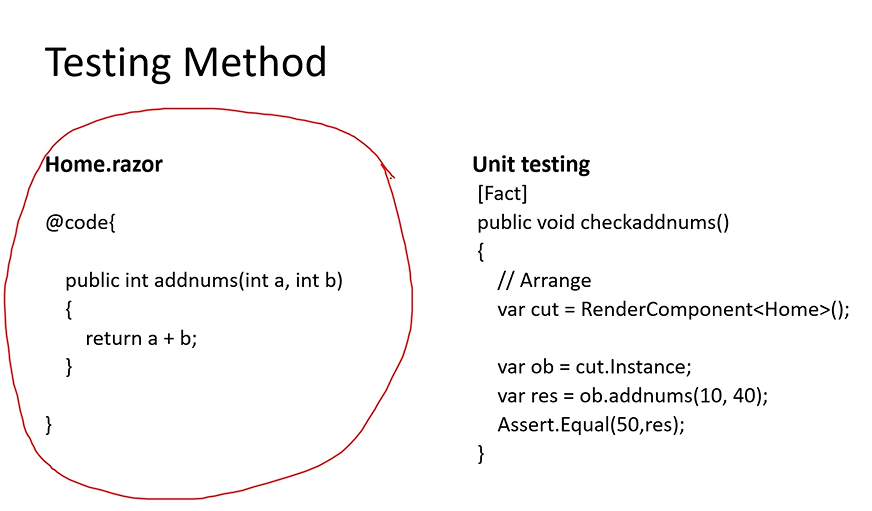 Testing Method
Home.razor
@code{
public int addnums(int a, int b)
{
return a + b;
}
}
Unit testing
[Fact]
public void checkaddnums()
{
// Arrange
var cut = RenderComponent<Home>();
var ob = cut.Instance;
var res = ob.addnums(10, 40);
Assert.Equal(50,res);
}